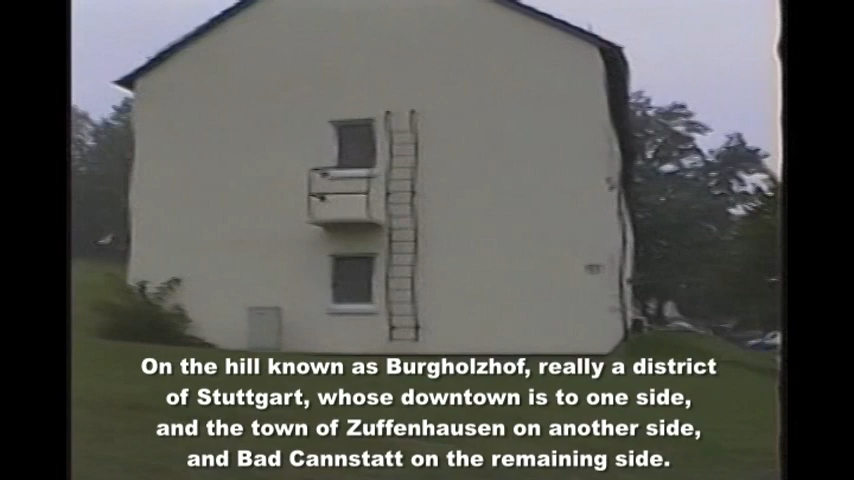 On the hill known as Burgholzhof, really a district
of Stuttgart, whose downtown is to one side,
and the town of Zuffenhausen on another side,
and Bad Cannstatt on the remaining side.